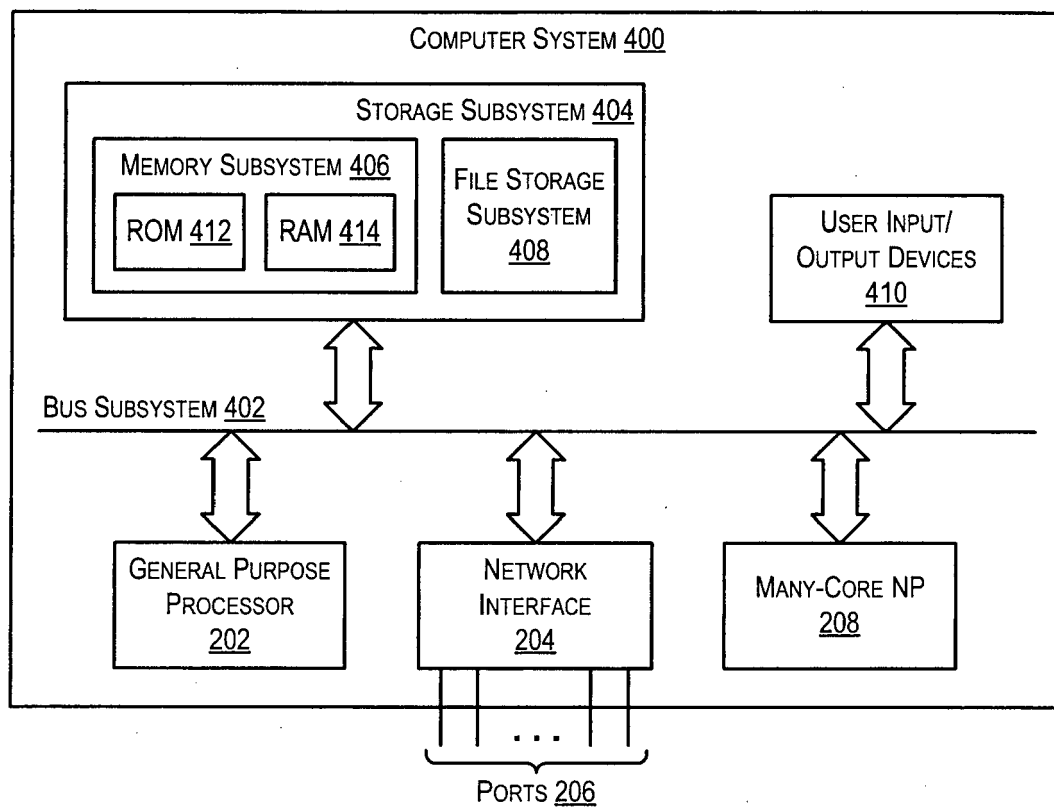 COMPUTER SYSTEM 400
STORAGE SUBSYSTEM 404
MEMORY SUBSYSTEM 406
ROM 412
RAM 414
FILE STORAGE
SUBSYSTEM
408
USER INPUT/
OUTPUT DEVICES
410
BUS SUBSYSTEM 402
GENERAL PURPOSE
PROCESSOR
202
NETWORK
INTERFACE
204
MANY-CORE NP
208
. . .
PORTS 206